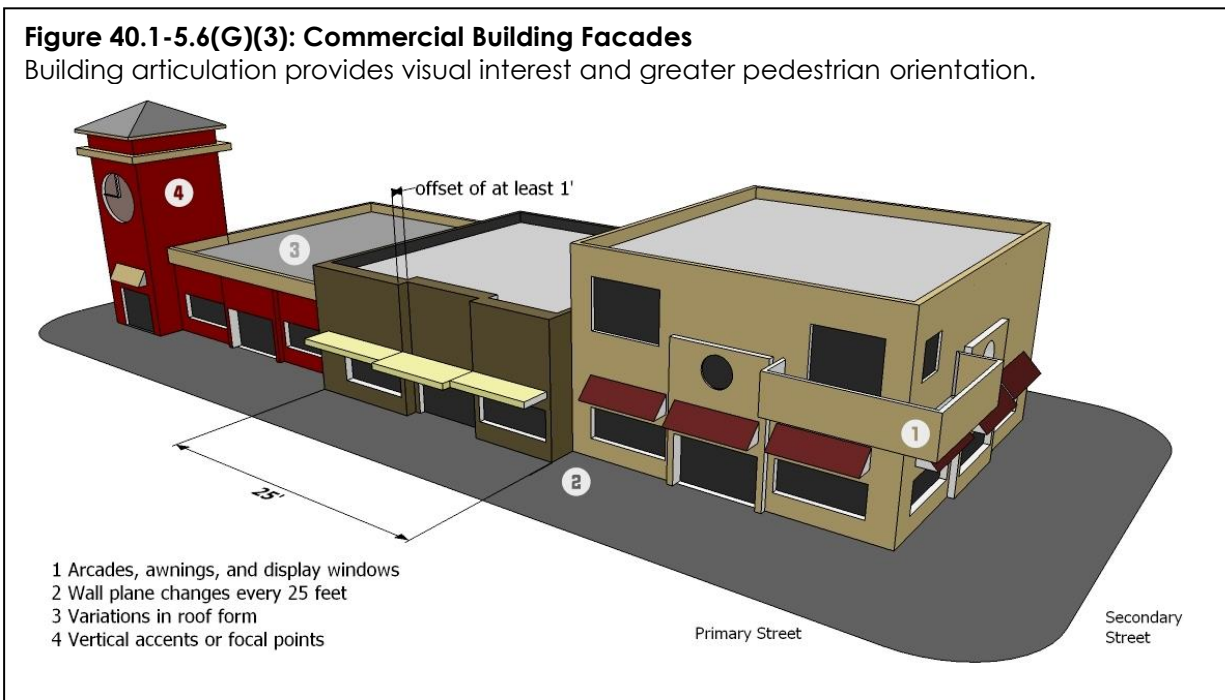 Figure 40.1-5.6(G)(3): Commercial Building Facades
Building articulation provides visual interest and greater pedestrian orientation.
4
offset of at least 1'
3
1
2
25'
1 Arcades, awnings, and display windows
2 Wall plane changes every 25 feet
3 Variations in roof form
4 Vertical accents or focal points
Primary Street
Secondary
Street